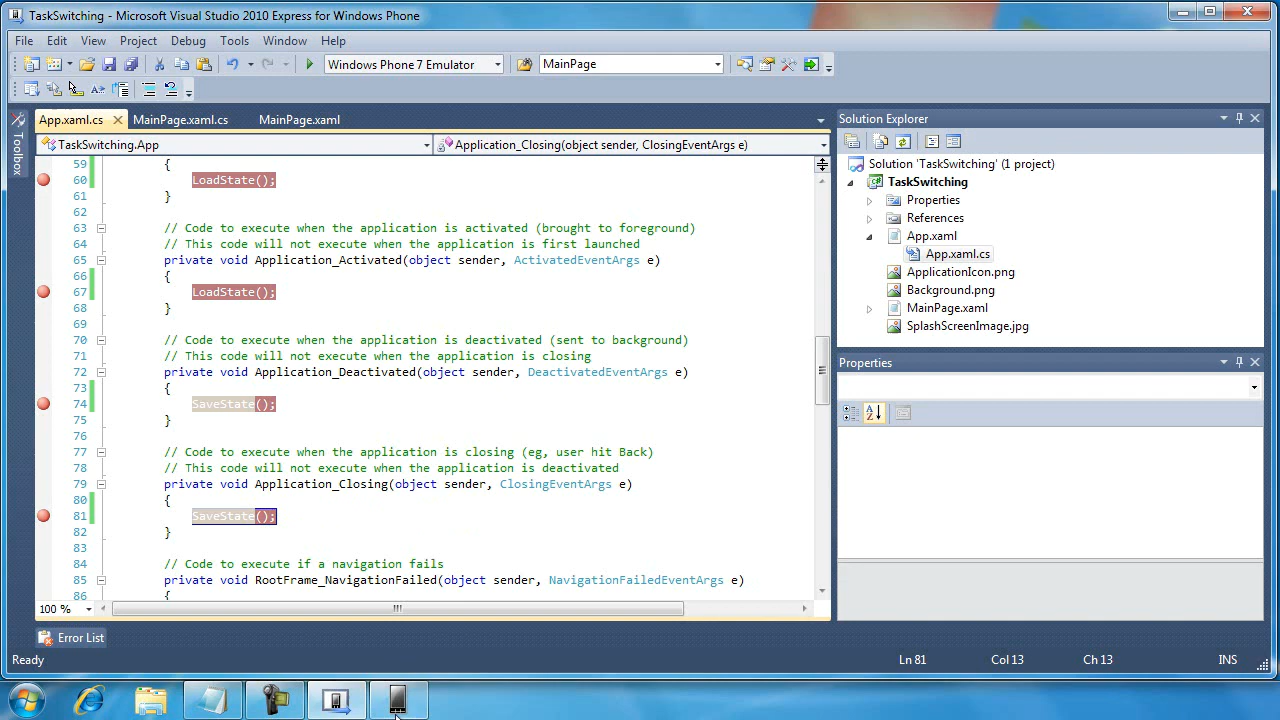 TaskSwitching - Microsoft Visual Studio 2010 Express for Windows Phone
File Edit View Project Debug Tools Window Help
Windows Phone 7 Emulator MainPage
App.xaml.cs MainPage.xaml.cs MainPage.xaml
TaskSwitching.App Application_Closing(object sender, ClosingEventArgs e)
Toolbox
59 {
60 LoadState();
61 }
62
63 // Code to execute when the application is activated (brought to foreground)
64 // This code will not execute when the application is first launched
65 private void Application_Activated(object sender, ActivatedEventArgs e)
66 {
67 LoadState();
68 }
69
70 // Code to execute when the application is deactivated (sent to background)
71 // This code will not execute when the application is closing
72 private void Application_Deactivated(object sender, DeactivatedEventArgs e)
73 {
74 SaveState();
75 }
76
77 // Code to execute when the application is closing (eg, user hit Back)
78 // This code will not execute when the application is deactivated
79 private void Application_Closing(object sender, ClosingEventArgs e)
80 {
81 SaveState();
82 }
83
84 // Code to execute if a navigation fails
85 private void RootFrame_NavigationFailed(object sender, NavigationFailedEventArgs e)
86 {
100 %
Solution Explorer
Solution 'TaskSwitching' (1 project)
TaskSwitching
Properties
References
App.xaml
App.xaml.cs
ApplicationIcon.png
Background.png
MainPage.xaml
SplashScreenImage.jpg
Properties
Error List
Ready Ln 81 Col 13 Ch 13 INS